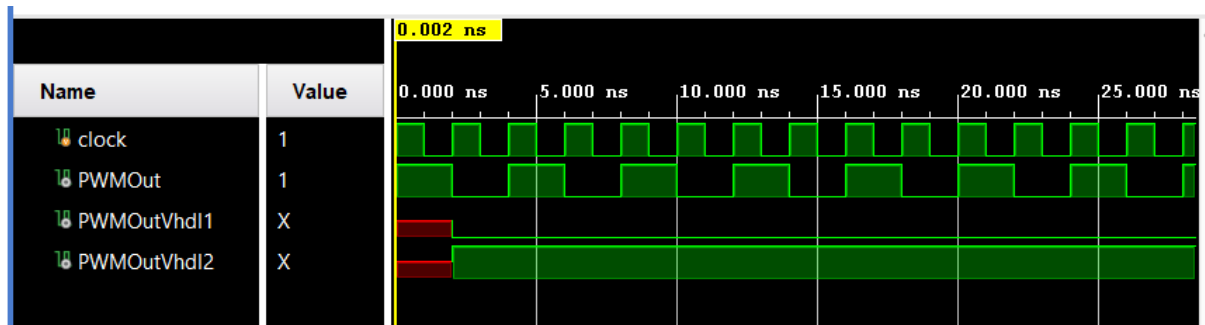 0.002 ns
Name Value 0.000 ns 5.000 ns 10.000 ns 15.000 ns 20.000 ns 25.000 ns
clock 1
PWMOut 1
PWMOutVhdl1 X
PWMOutVhdl2 X